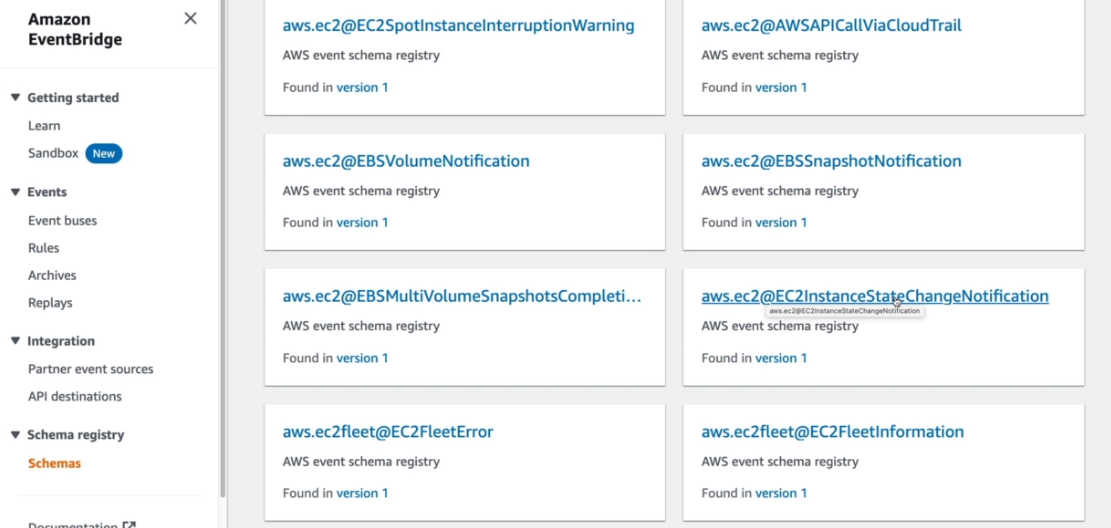 Amazon
EventBridge
Getting started
Learn
Sandbox New
Events
Event buses
Rules
Archives
Replays
Integration
Partner event sources
API destinations
Schema registry
Schemas
Documentation
aws.ec2@EC2SpotInstanceInterruptionWarning
AWS event schema registry
Found in version 1
aws.ec2@AWSAPICallViaCloudTrail
AWS event schema registry
Found in version 1
aws.ec2@EBSVolumeNotification
AWS event schema registry
Found in version 1
aws.ec2@EBSSnapshotNotification
AWS event schema registry
Found in version 1
aws.ec2@EBSMultiVolumeSnapshotsCompleti...
AWS event schema registry
Found in version 1
aws.ec2@EC2InstanceStateChangeNotification
aws.ec2@EC2InstanceStateChangeNotification
AWS event schema registry
Found in version 1
aws.ec2fleet@EC2FleetError
AWS event schema registry
Found in version 1
aws.ec2fleet@EC2FleetInformation
AWS event schema registry
Found in version 1